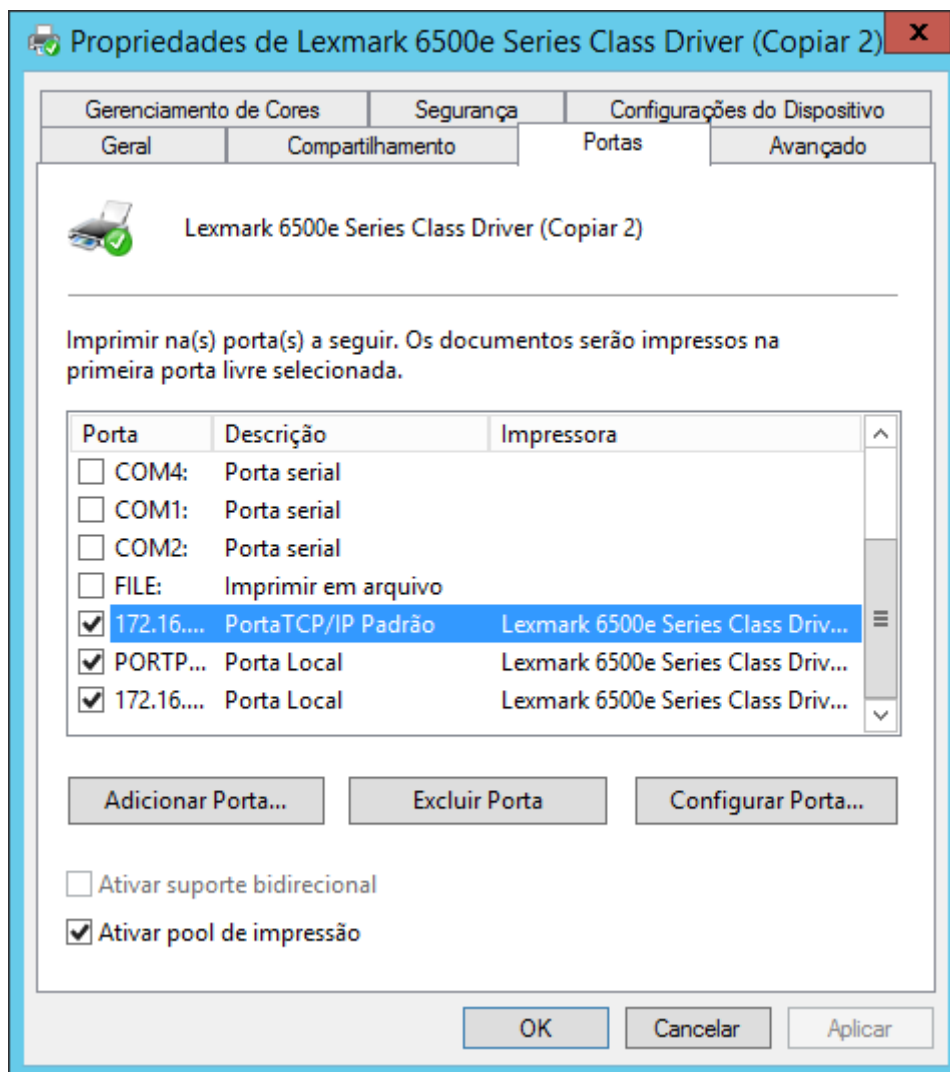 Propriedades de Lexmark 6500e Series Class Driver (Copiar 2)
x
Gerenciamento de Cores Segurança Configurações do Dispositivo
Geral Compartilhamento Portas Avançado
Lexmark 6500e Series Class Driver (Copiar 2)
Imprimir na(s) porta(s) a seguir. Os documentos serão impressos na
primeira porta livre selecionada.
Porta Descrição Impressora
COM4: Porta serial
COM1: Porta serial
COM2: Porta serial
FILE: Imprimir em arquivo
172.16.... PortaTCP/IP Padrão Lexmark 6500e Series Class Driv...
PORTP... Porta Local Lexmark 6500e Series Class Driv...
172.16.... Porta Local Lexmark 6500e Series Class Driv...
Adicionar Porta... Excluir Porta Configurar Porta...
Ativar suporte bidirecional
Ativar pool de impressão
OK Cancelar Aplicar